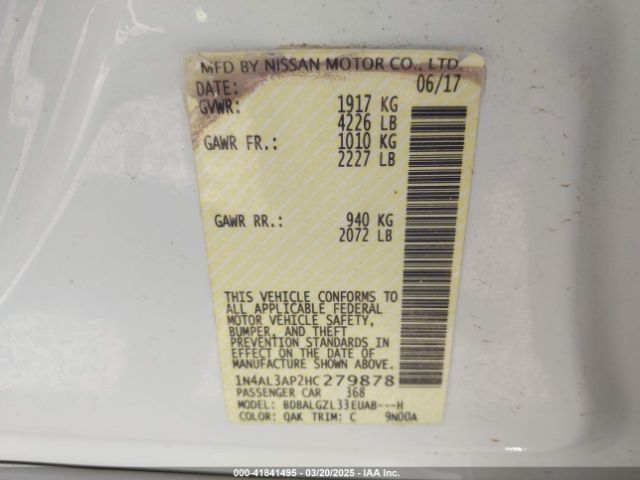 MFD BY NISSAN MOTOR CO., LTD
DATE: 06/17
GVWR: 1917 KG
4226 LB
GAWR FR.: 1010 KG
2227 LB
GAWR RR.: 940 KG
2072 LB
THIS VEHICLE CONFORMS TO
ALL APPLICABLE FEDERAL
MOTOR VEHICLE SAFETY,
BUMPER, AND THEFT
PREVENTION STANDARDS IN
EFFECT ON THE DATE OF
MANUFACTURE SHOWN ABOVE.
1N4AL3AP2HC279878
PASSENGER CAR 368
MODEL: BDBALGZL33EUAB---H
COLOR: QAK TRIM: C 9N00A
000-41841495 — 03/20/2025 — IAA Inc.